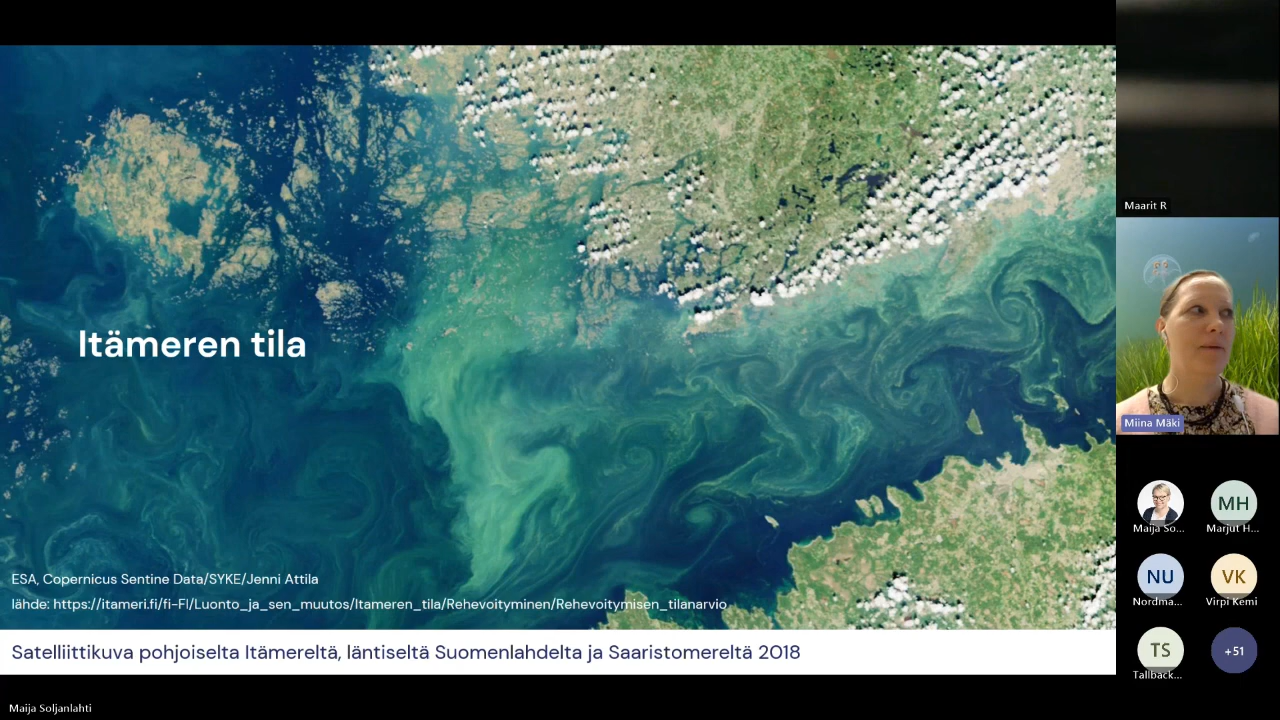 Itämeren tila
ESA, Copernicus Sentine Data/SYKE/Jenni Attila
lähde: https://itameri.fi/fi-FI/Luonto_ja_sen_muutos/Itameren_tila/Rehevoityminen/Rehevoitymisen_tilanarvio
Satelliittikuva pohjoiselta Itämereltä, läntiseltä Suomenlahdelta ja Saaristomereltä 2018
Maija Soljanlahti
Maarit R
Miina Mäki
Maija So...
MH
Marjut H...
NU
Nordma...
VK
Virpi Kemi
TS
Tallback...
+51